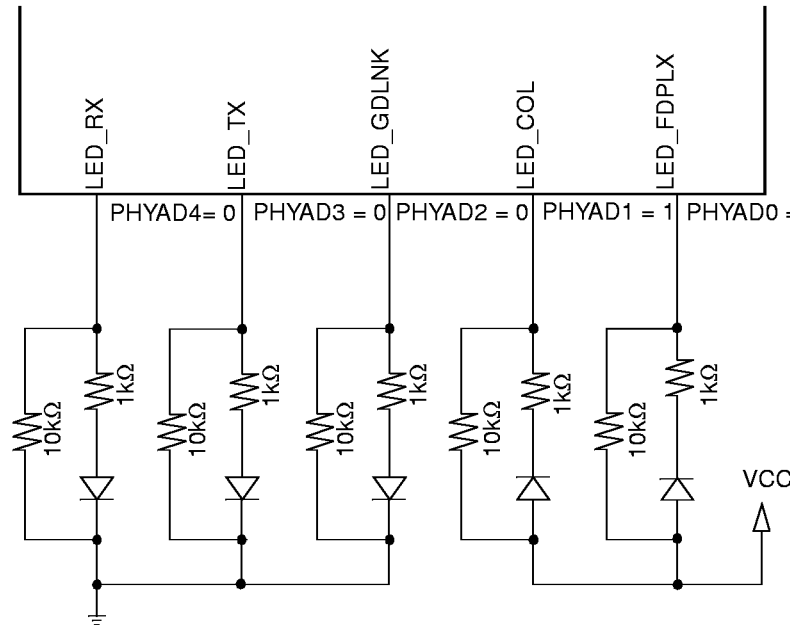 LED_RX
LED_TX
LED_GDLNK
LED_COL
LED_FDPLX
PHYAD4= 0
PHYAD3 = 0
PHYAD2 = 0
PHYAD1 = 1
PHYAD0 =
1kΩ
1kΩ
1kΩ
1kΩ
1kΩ
10kΩ
10kΩ
10kΩ
10kΩ
10kΩ
VCC